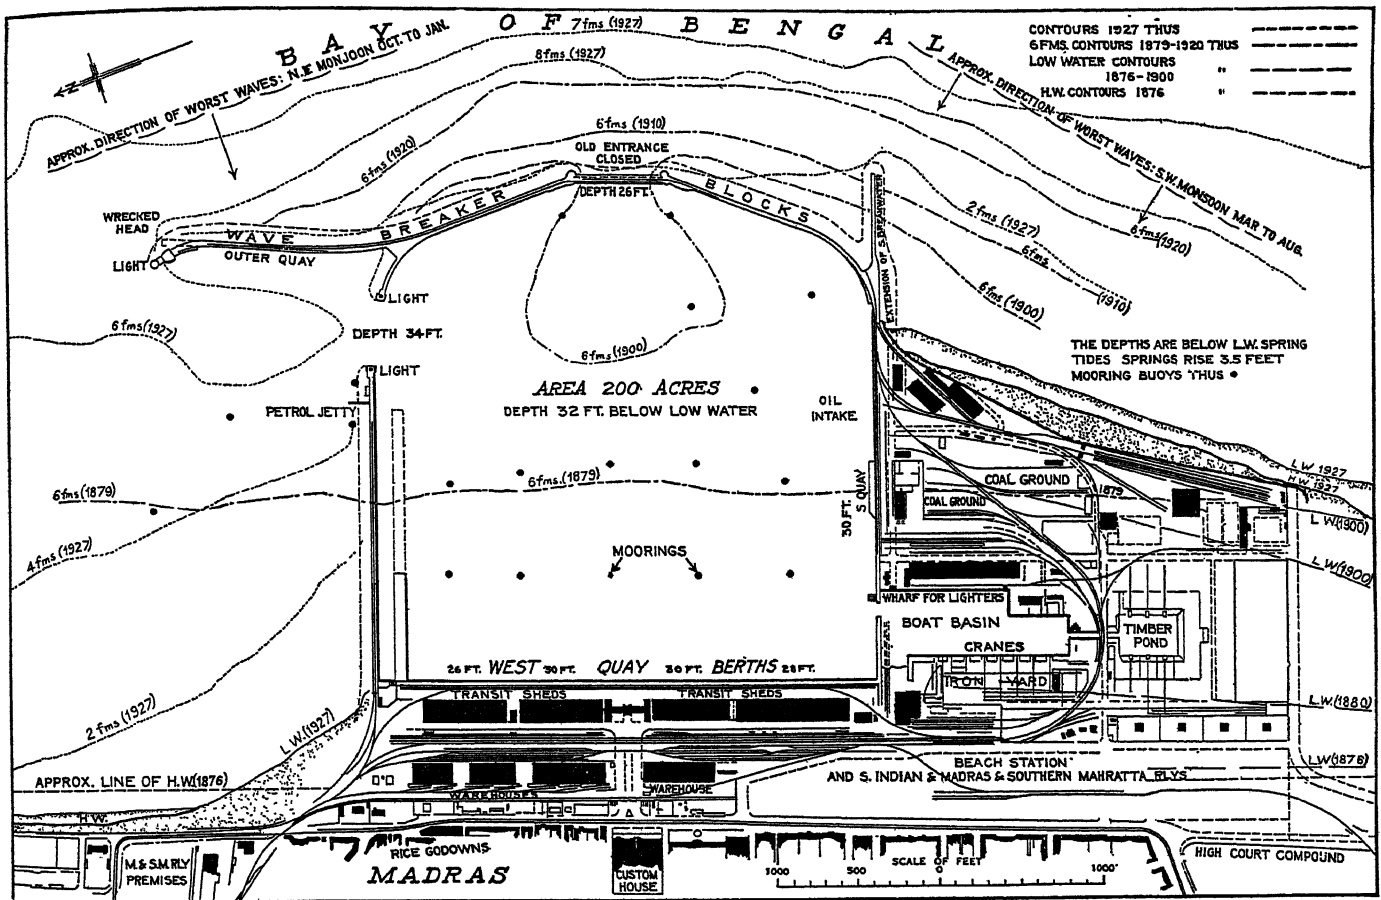 BAY OF BENGAL
7 fms (1927)
8 fms (1927)
N
APPROX. DIRECTION OF WORST WAVES: N.E MONJOON OCT. TO JAN.
CONTOURS 1927 THUS
6 FMS. CONTOURS 1879-1920 THUS
LOW WATER CONTOURS
1876-1900 "
H.W. CONTOURS 1876 "
APPROX. DIRECTION OF WORST WAVES: S.W. MONSOON MAR TO AUG.
6 fms (1920)
6 fms (1910)
OLD ENTRANCE
CLOSED
DEPTH 26 FT.
WRECKED
HEAD
WAVE BREAKER BLOCKS
OUTER QUAY
LIGHT
LIGHT
EXTENSION OF S. BREAKWATER
2 fms (1927)
6 fms (1920)
6 fms (1910)
6 fms (1900)
6 fms (1927)
DEPTH 34 FT.
6 fms (1900)
THE DEPTHS ARE BELOW L.W. SPRING
TIDES SPRINGS RISE 3.5 FEET
MOORING BUOYS THUS
LIGHT
PETROL JETTY
AREA 200 ACRES
DEPTH 32 FT. BELOW LOW WATER
OIL
INTAKE
6 fms (1879)
6 fms. (1879)
30 FT.
S QUAY
COAL GROUND
COAL GROUND
1879
L.W 1927
H.W. 1927
L W (1900)
L.W (1900)
4 fms (1927)
MOORINGS
WHARF FOR LIGHTERS
BOAT BASIN
CRANES
TIMBER
POND
IRON YARD
26 FT. WEST 30 FT. QUAY 30 FT. BERTHS 28 FT.
TRANSIT SHEDS
TRANSIT SHEDS
2 fms (1927)
L.W. (1927)
L.W. (1880)
L.W (1876)
BEACH STATION
AND S. INDIAN & MADRAS & SOUTHERN MAHRATTA RLYS
APPROX. LINE OF H.W. (1876)
H.W.
WAREHOUSES
WAREHOUSE
M. & S.M RLY
PREMISES
RICE GODOWNS
MADRAS
CUSTOM
HOUSE
SCALE OF FEET
1000 500 0 1000'
HIGH COURT COMPOUND